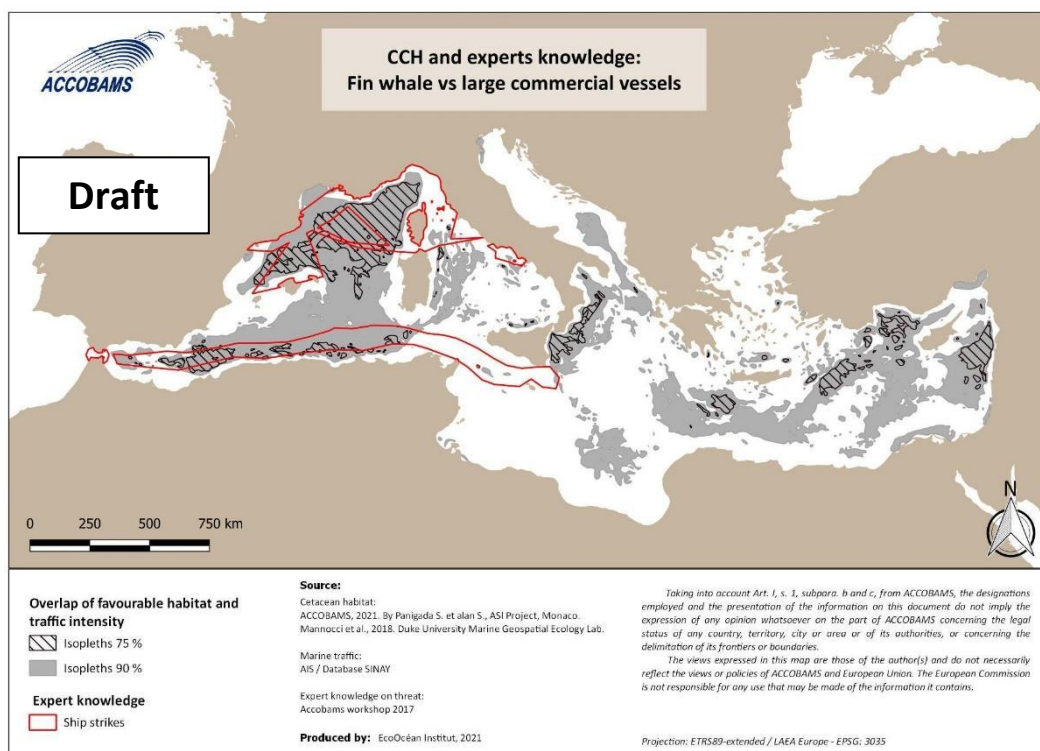 ACCOBAMS
CCH and experts knowledge:
Fin whale vs large commercial vessels
Draft
0 250 500 750 km
N
Overlap of favourable habitat and
traffic intensity
Isopleths 75 %
Isopleths 90 %
Expert knowledge
Ship strikes
Source:
Cetacean habitat:
ACCOBAMS, 2021. By Panigada S. et alan S., ASI Project, Monaco.
Mannocci et al., 2018. Duke University Marine Geospatial Ecology Lab.
Marine traffic:
AIS / Database SINAY
Expert knowledge on threat:
Accobams workshop 2017
Produced by: EcoOcéan Institut, 2021
Taking into account Art. I, s. 1, subpara. b and c, from ACCOBAMS, the designations
employed and the presentation of the information on this document do not imply the
expression of any opinion whatsoever on the part of ACCOBAMS concerning the legal
status of any country, territory, city or area or of its authorities, or concerning the
delimitation of its frontiers or boundaries.
The views expressed in this map are those of the author(s) and do not necessarily
reflect the views or policies of ACCOBAMS and European Union. The European Commission
is not responsible for any use that may be made of the information it contains.
Projection: ETRS89-extended / LAEA Europe - EPSG: 3035